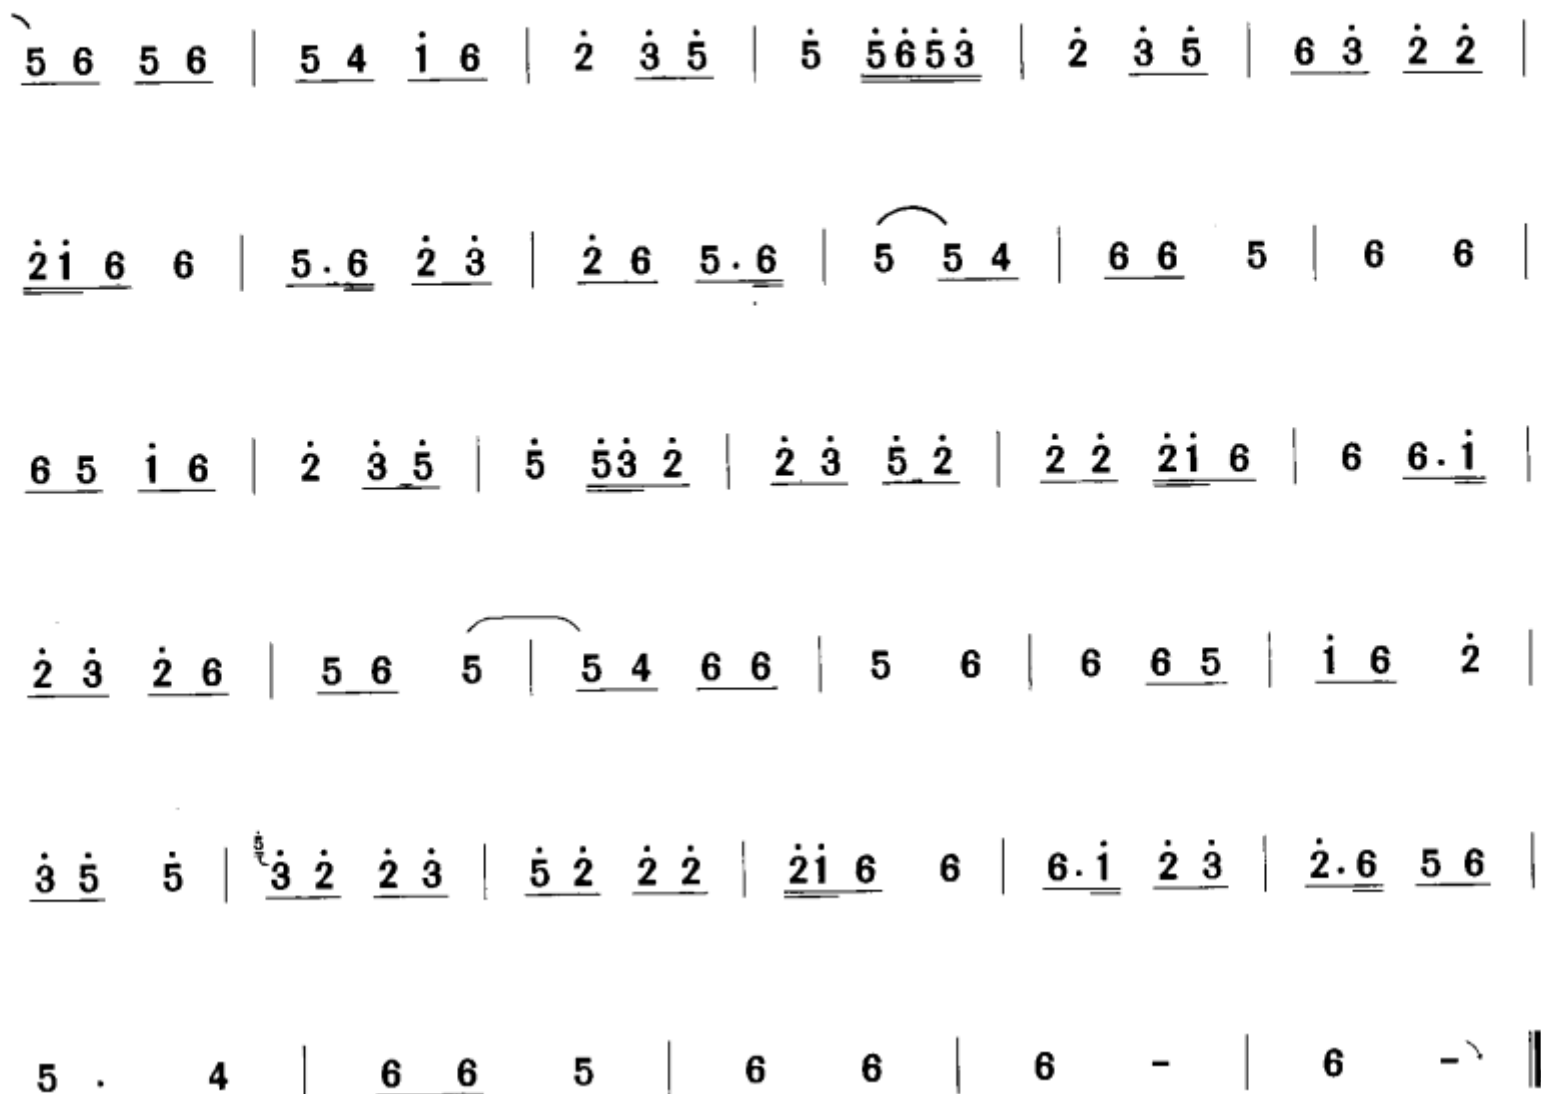 5 6 5 6 | 5 4 i̇ 6 | 2̇ 3̇ 5̇ | 5̇ 5̇6̇5̇3̇ | 2̇ 3̇ 5̇ | 6 3̇ 2̇ 2̇ |
2̇1̇ 6 6 | 5 . 6 2̇ 3̇ | 2̇ 6 5 . 6 | 5 5 4 | 6 6 5 | 6 6 |
6 5 1̇ 6 | 2̇ 3̇ 5̇ | 5̇ 5̇3̇ 2̇ | 2̇ 3̇ 5̇ 2̇ | 2̇ 2̇ 2̇1̇ 6 | 6 6 . 1̇ |
2̇ 3̇ 2̇ 6 | 5 6 5 | 5 4 6 6 | 5 6 | 6 6 5 | 1̇ 6 2̇ |
3̇ 5̇ 5̇ | 5̇ 3̇ 2̇ 2̇ 3̇ | 5̇ 2̇ 2̇ 2̇ | 2̇1̇ 6 6 | 6 . 1̇ 2̇ 3̇ | 2̇ . 6 5 6 |
5 . 4 | 6 6 5 | 6 6 | 6 - | 6 - ‖